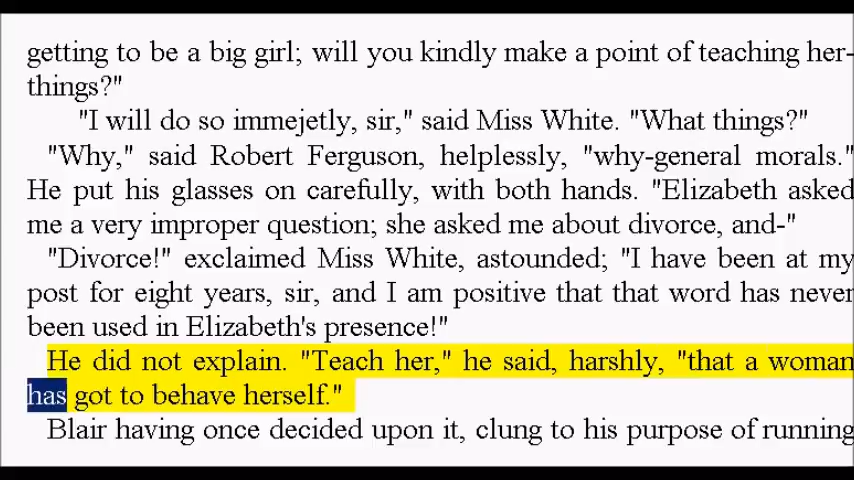 getting to be a big girl; will you kindly make a point of teaching her-
things?"
"I will do so immejetly, sir," said Miss White. "What things?"
"Why," said Robert Ferguson, helplessly, "why-general morals."
He put his glasses on carefully, with both hands. "Elizabeth asked
me a very improper question; she asked me about divorce, and-"
"Divorce!" exclaimed Miss White, astounded; "I have been at my
post for eight years, sir, and I am positive that that word has never
been used in Elizabeth's presence!"
He did not explain. "Teach her," he said, harshly, "that a woman
has got to behave herself."
Blair having once decided upon it, clung to his purpose of running